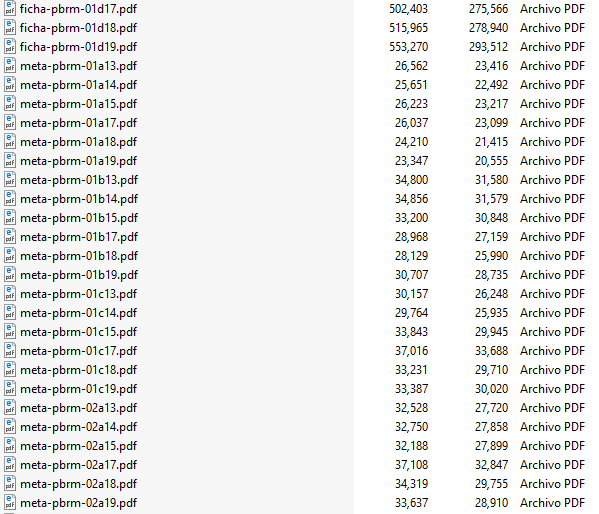 ficha-pbrm-01d17.pdf 502,403 275,566 Archivo PDF
ficha-pbrm-01d18.pdf 515,965 278,940 Archivo PDF
ficha-pbrm-01d19.pdf 553,270 293,512 Archivo PDF
meta-pbrm-01a13.pdf 26,562 23,416 Archivo PDF
meta-pbrm-01a14.pdf 25,651 22,492 Archivo PDF
meta-pbrm-01a15.pdf 26,223 23,217 Archivo PDF
meta-pbrm-01a17.pdf 26,037 23,099 Archivo PDF
meta-pbrm-01a18.pdf 24,210 21,415 Archivo PDF
meta-pbrm-01a19.pdf 23,347 20,555 Archivo PDF
meta-pbrm-01b13.pdf 34,800 31,580 Archivo PDF
meta-pbrm-01b14.pdf 34,856 31,579 Archivo PDF
meta-pbrm-01b15.pdf 33,200 30,848 Archivo PDF
meta-pbrm-01b17.pdf 28,968 27,159 Archivo PDF
meta-pbrm-01b18.pdf 28,129 25,990 Archivo PDF
meta-pbrm-01b19.pdf 30,707 28,735 Archivo PDF
meta-pbrm-01c13.pdf 30,157 26,248 Archivo PDF
meta-pbrm-01c14.pdf 29,764 25,935 Archivo PDF
meta-pbrm-01c15.pdf 33,843 29,945 Archivo PDF
meta-pbrm-01c17.pdf 37,016 33,688 Archivo PDF
meta-pbrm-01c18.pdf 33,231 29,710 Archivo PDF
meta-pbrm-01c19.pdf 33,387 30,020 Archivo PDF
meta-pbrm-02a13.pdf 32,528 27,720 Archivo PDF
meta-pbrm-02a14.pdf 32,750 27,858 Archivo PDF
meta-pbrm-02a15.pdf 32,188 27,899 Archivo PDF
meta-pbrm-02a17.pdf 37,108 32,847 Archivo PDF
meta-pbrm-02a18.pdf 34,319 29,755 Archivo PDF
meta-pbrm-02a19.pdf 33,637 28,910 Archivo PDF